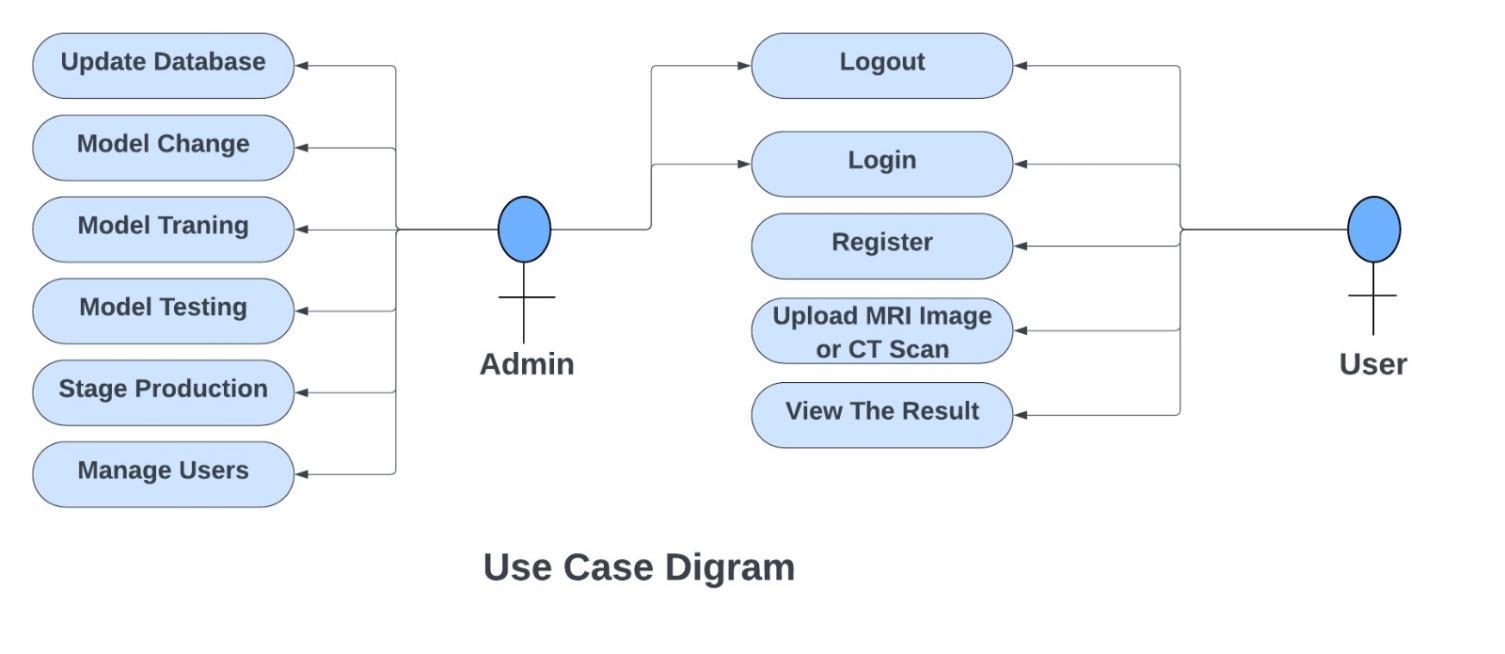 Update Database
Model Change
Model Traning
Model Testing
Stage Production
Manage Users
Admin
Logout
Login
Register
Upload MRI Image
or CT Scan
View The Result
User
Use Case Digram